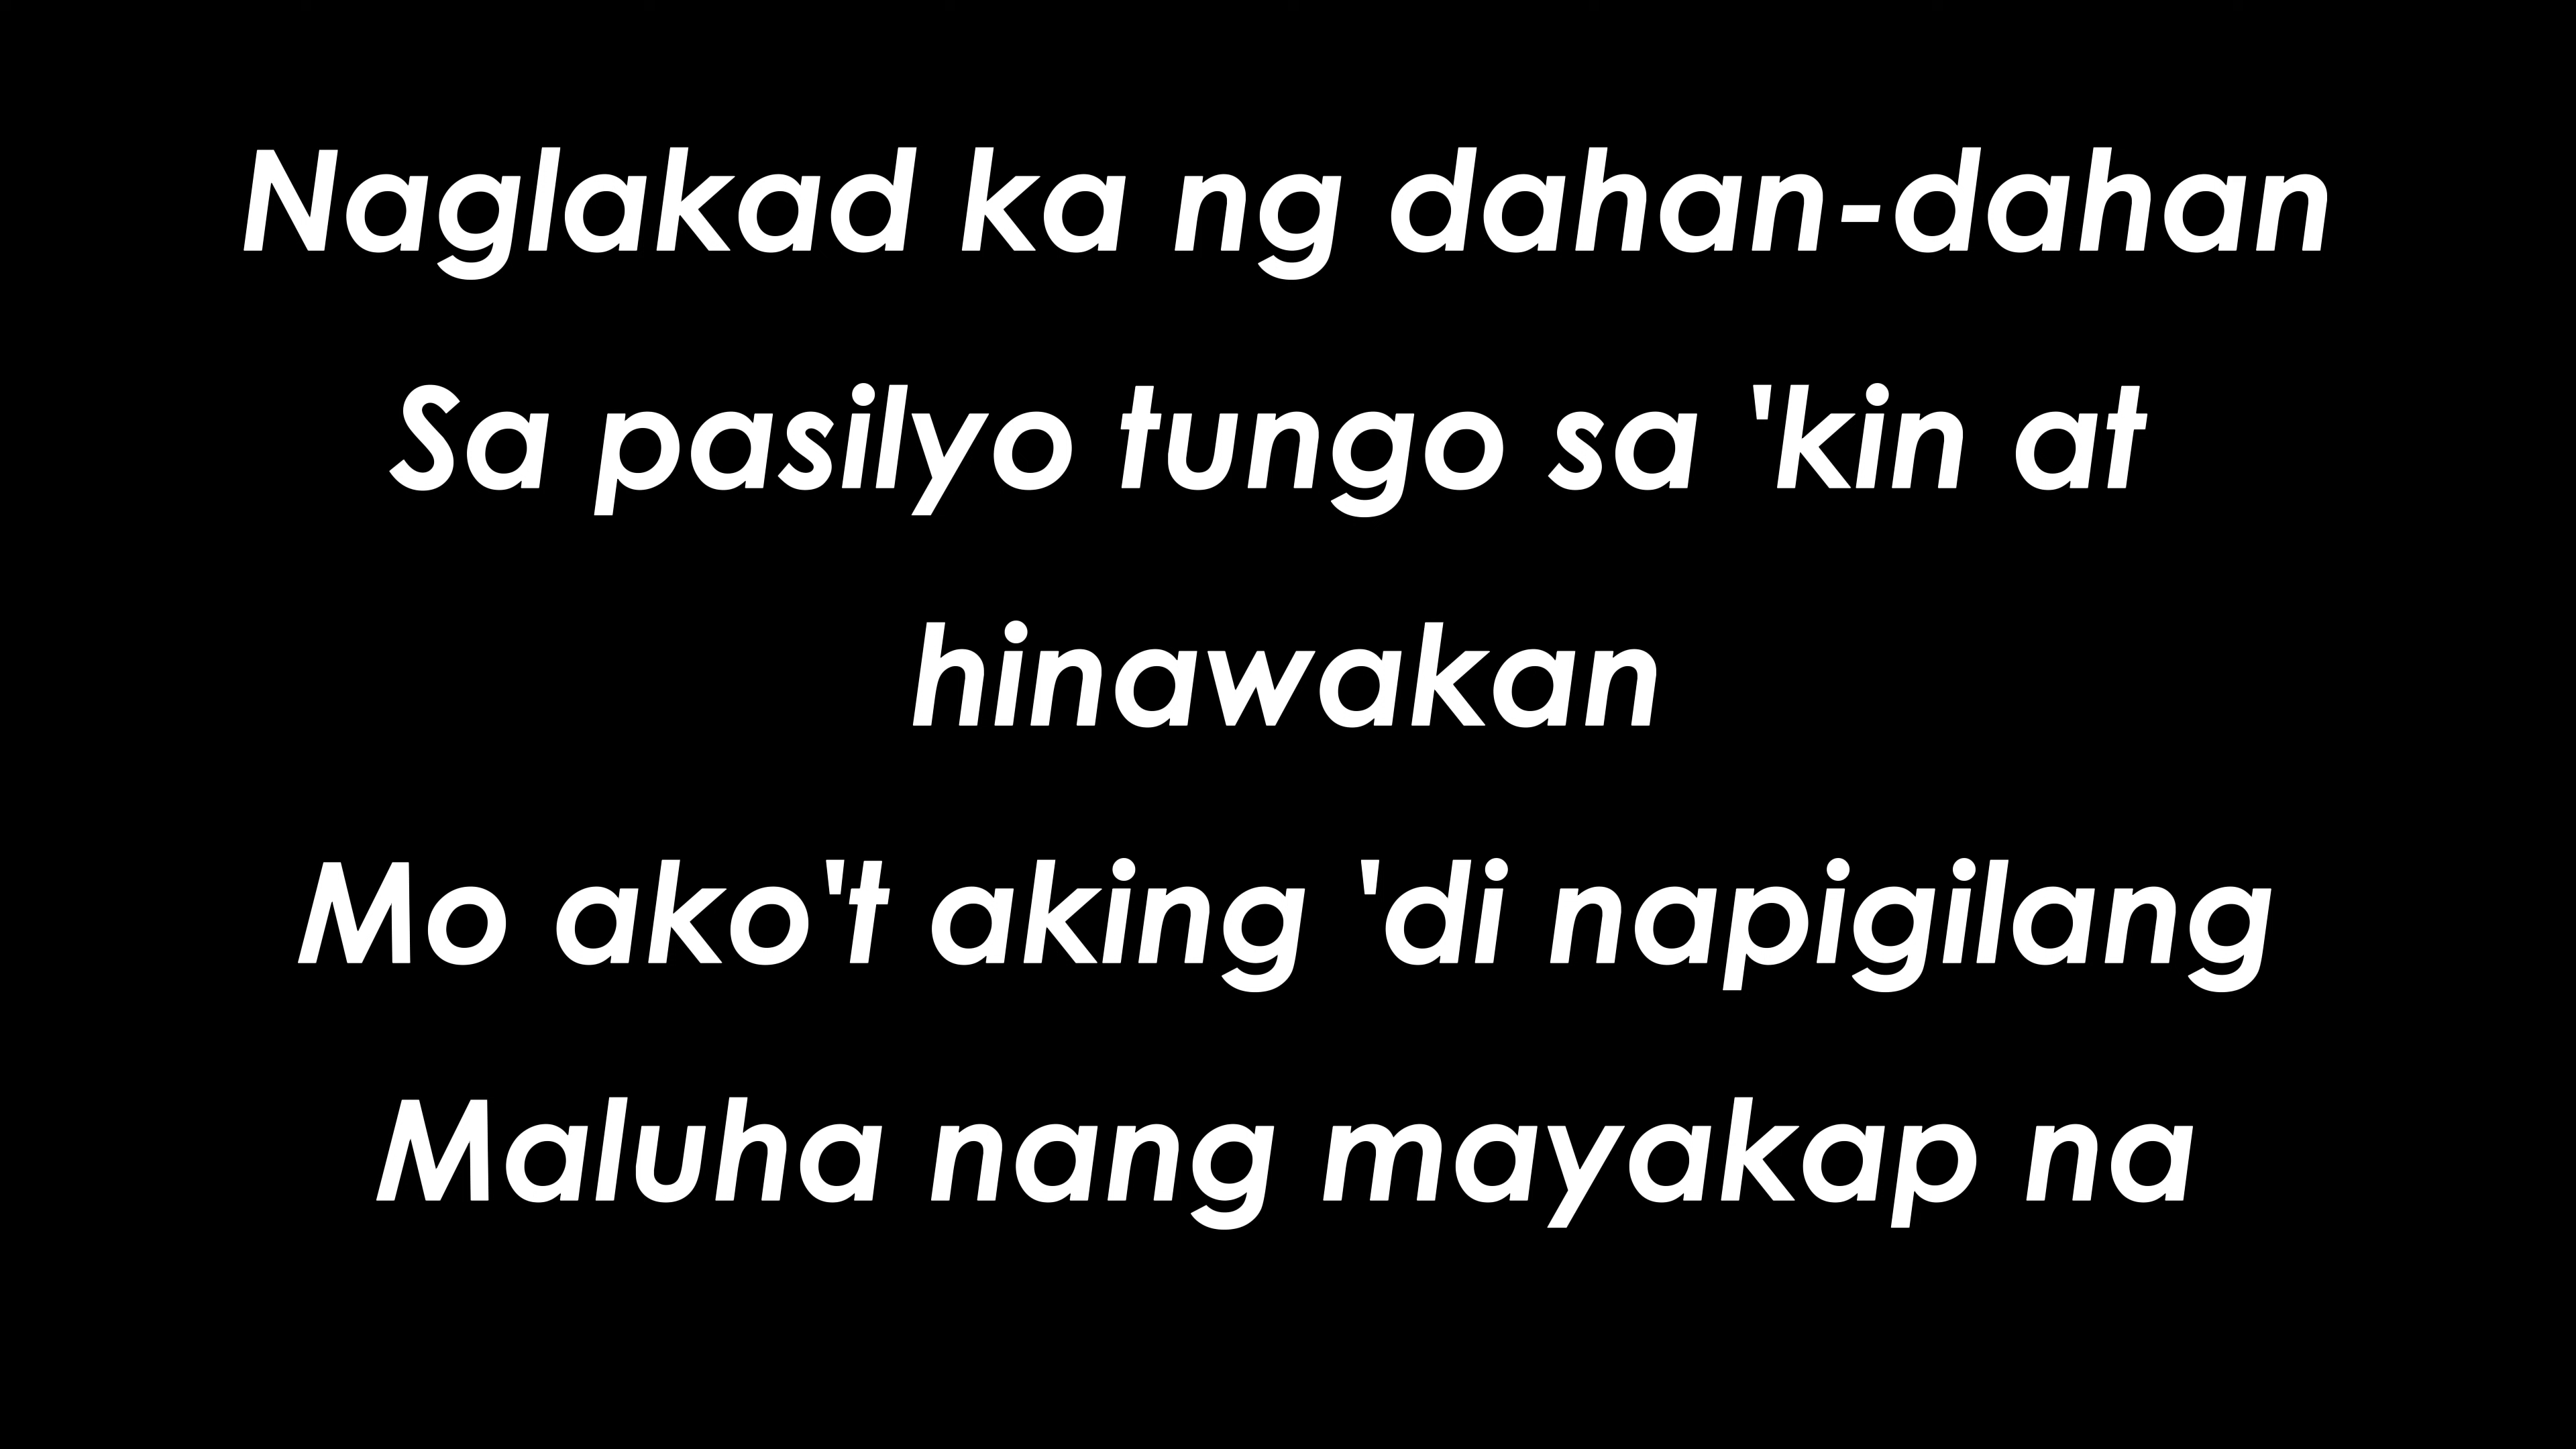 Naglakad ka ng dahan-dahan
Sa pasilyo tungo sa 'kin at
hinawakan
Mo ako't aking 'di napigilang
Maluha nang mayakap na